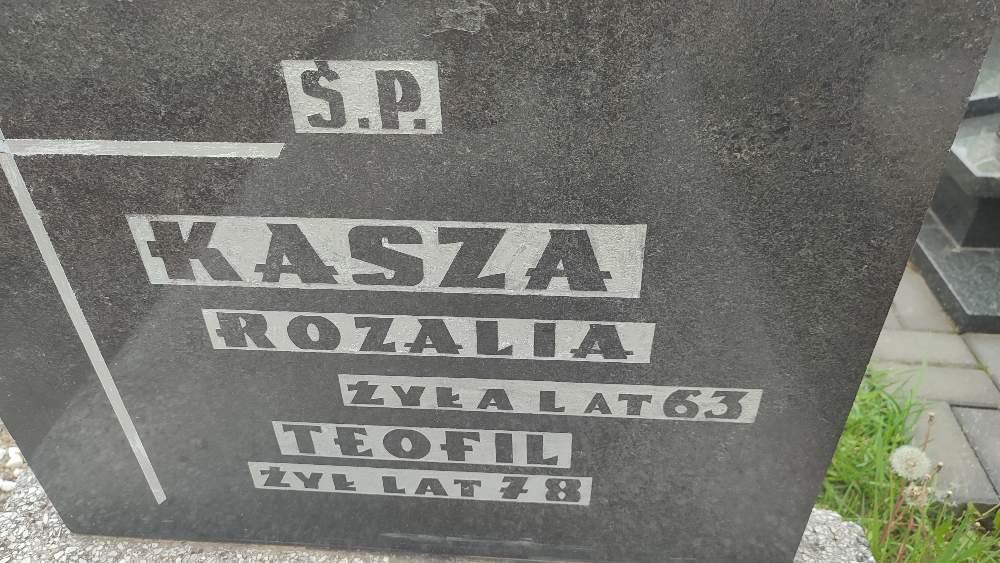 Ś.P.
KASZA
ROZALIA
ŻYŁA LAT 63
TEOFIL
ŻYŁ LAT 78